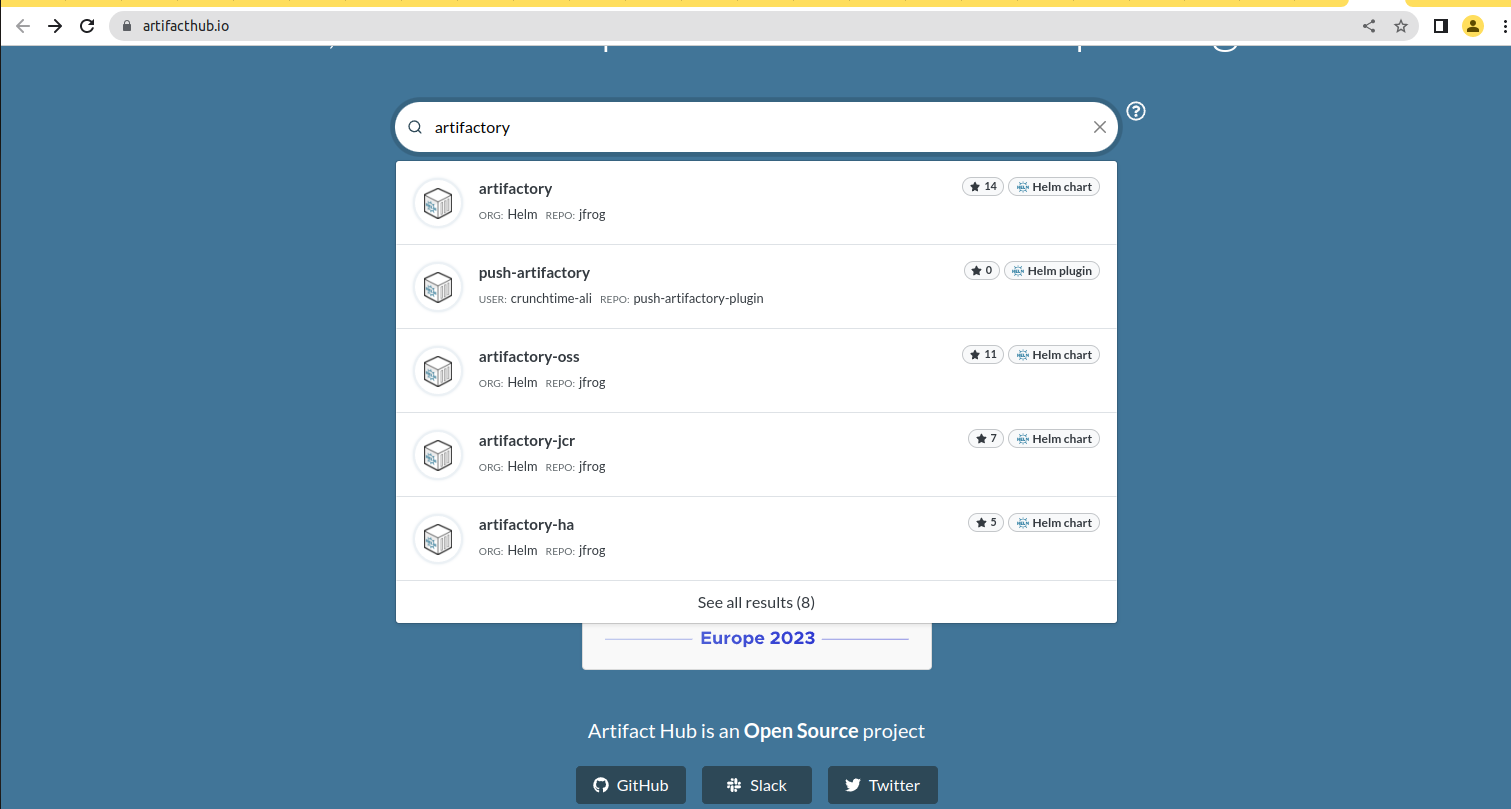 artifacthub.io
artifactory
artifactory
14 Helm chart
ORG: Helm REPO: jfrog
push-artifactory
0 Helm plugin
USER: crunchtime-ali REPO: push-artifactory-plugin
artifactory-oss
11 Helm chart
ORG: Helm REPO: jfrog
artifactory-jcr
7 Helm chart
ORG: Helm REPO: jfrog
artifactory-ha
5 Helm chart
ORG: Helm REPO: jfrog
See all results (8)
Europe 2023
Artifact Hub is an Open Source project
GitHub Slack Twitter